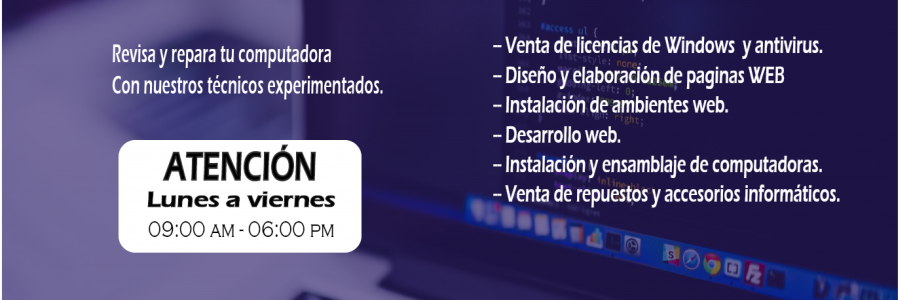 Revisa y repara tu computadora
Con nuestros técnicos experimentados.
ATENCIÓN
Lunes a viernes
09:00 AM - 06:00 PM
– Venta de licencias de Windows y antivirus.
– Diseño y elaboración de paginas WEB
– Instalación de ambientes web.
– Desarrollo web.
– Instalación y ensamblaje de computadoras.
– Venta de repuestos y accesorios informáticos.